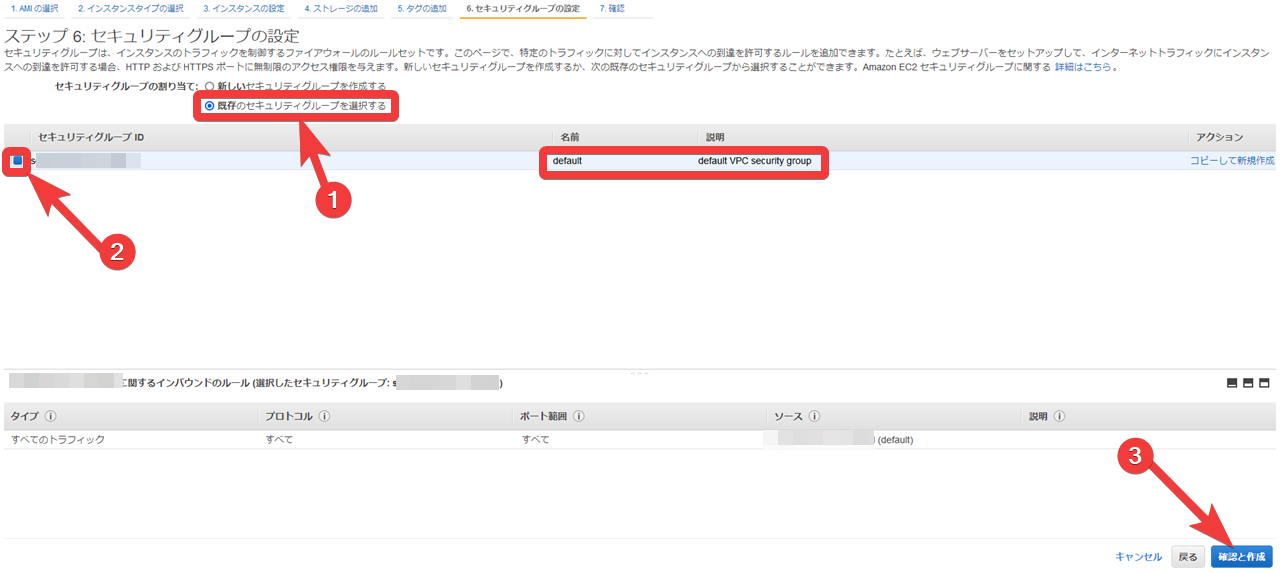 1. AMI の選択 2. インスタンスタイプの選択 3. インスタンスの設定 4. ストレージの追加 5. タグの追加 6. セキュリティグループの設定 7. 確認
ステップ 6: セキュリティグループの設定
セキュリティグループは、インスタンスのトラフィックを制御するファイアウォールのルールセットです。このページで、特定のトラフィックに対してインスタンスへの到達を許可するルールを追加できます。たとえば、ウェブサーバーをセットアップして、インターネットトラフィックにインスタン
スへの到達を許可する場合、HTTP および HTTPS ポートに無制限のアクセス権限を与えます。新しいセキュリティグループを作成するか、次の既存のセキュリティグループから選択することができます。Amazon EC2 セキュリティグループに関する 詳細はこちら 。
セキュリティグループの割り当て: 新しいセキュリティグループを作成する
既存のセキュリティグループを選択する
セキュリティグループ ID 名前 説明 アクション
s default default VPC security group コピーして新規作成
1
2
に関するインバウンドのルール (選択したセキュリティグループ: s )
タイプ プロトコル ポート範囲 ソース 説明
すべてのトラフィック すべて すべて (default)
3
キャンセル 戻る 確認と作成